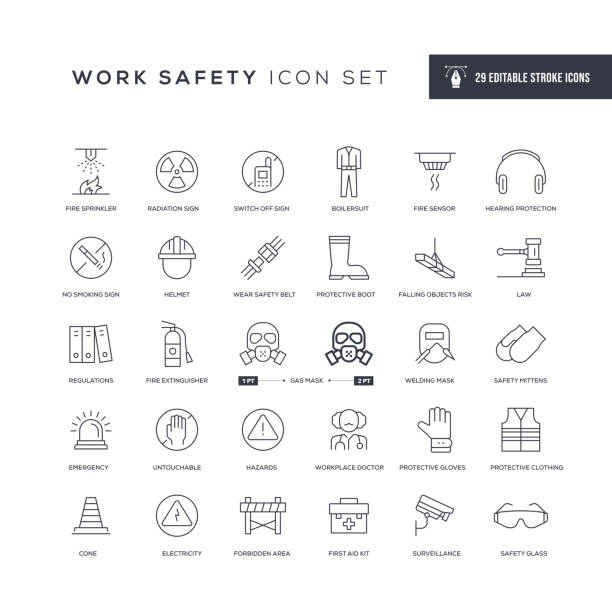 WORK SAFETY ICON SET
29 EDITABLE STROKE ICONS
FIRE SPRINKLER
RADIATION SIGN
SWITCH OFF SIGN
BOILERSUIT
FIRE SENSOR
HEARING PROTECTION
NO SMOKING SIGN
HELMET
WEAR SAFETY BELT
PROTECTIVE BOOT
FALLING OBJECTS RISK
LAW
REGULATIONS
FIRE EXTINGUISHER
1 PT
GAS MASK
2 PT
WELDING MASK
SAFETY MITTENS
EMERGENCY
UNTOUCHABLE
HAZARDS
WORKPLACE DOCTOR
PROTECTIVE GLOVES
PROTECTIVE CLOTHING
CONE
ELECTRICITY
FORBIDDEN AREA
FIRST AID KIT
SURVEILLANCE
SAFETY GLASS